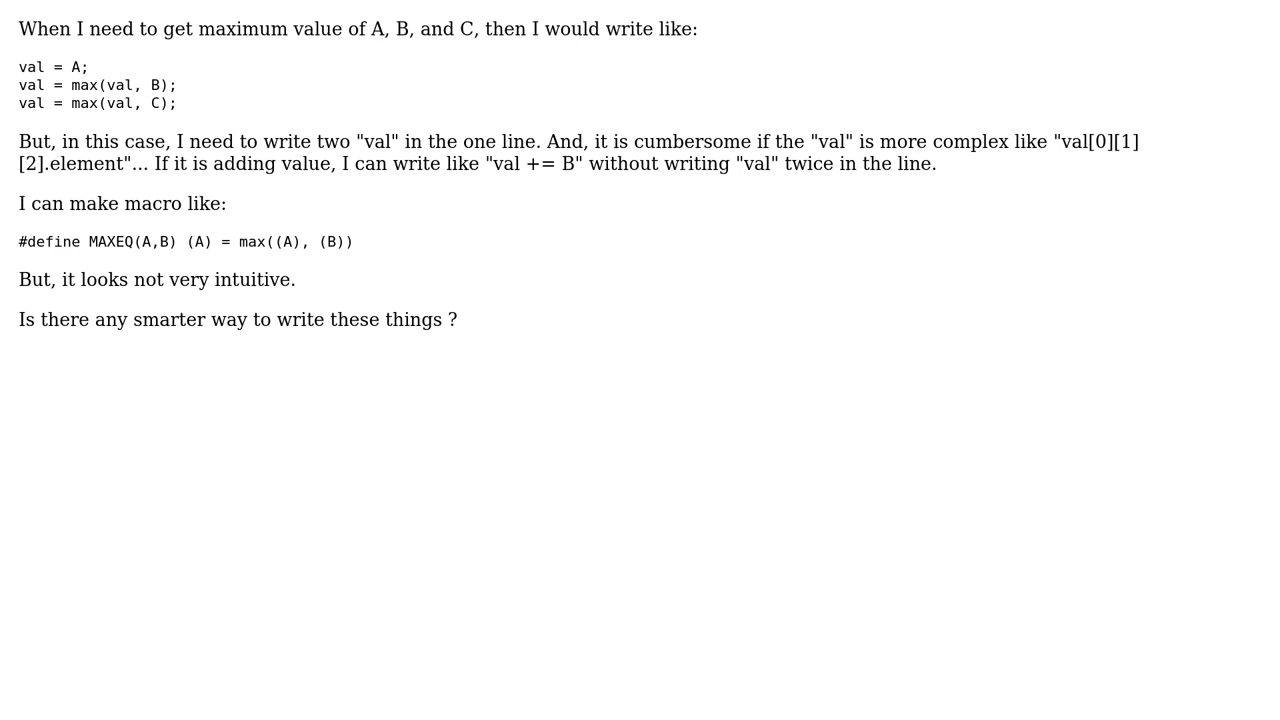 When I need to get maximum value of A, B, and C, then I would write like:
val = A;
val = max(val, B);
val = max(val, C);
But, in this case, I need to write two "val" in the one line. And, it is cumbersome if the "val" is more complex like "val[0][1]
[2].element"... If it is adding value, I can write like "val += B" without writing "val" twice in the line.
I can make macro like:
#define MAXEQ(A,B) (A) = max((A), (B))
But, it looks not very intuitive.
Is there any smarter way to write these things ?